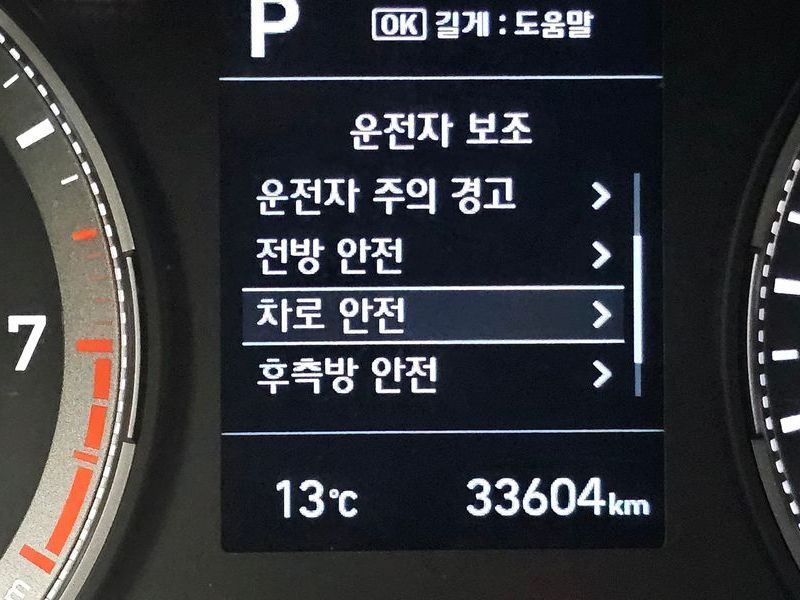 P
OK 길게 : 도움말
운전자 보조
운전자 주의 경고
전방 안전
차로 안전
후측방 안전
7
13℃ 33604km
m